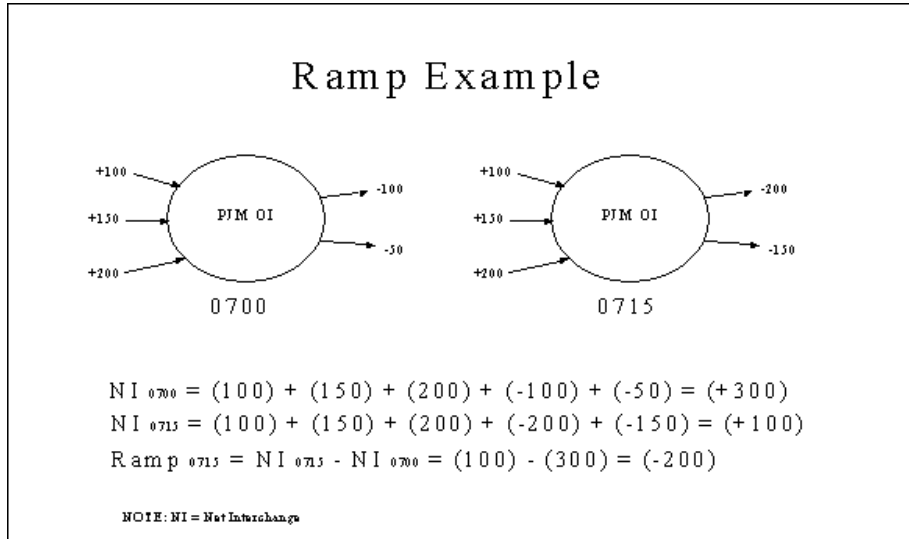 Ramp Example
+100
+150
+200
PJM OI
-100
-50
0700
+100
+150
+200
PJM OI
-200
-150
0715
NI 0700 = (100) + (150) + (200) + (-100) + (-50) = (+300)
NI 0715 = (100) + (150) + (200) + (-200) + (-150) = (+100)
Ramp 0715 = NI 0715 - NI 0700 = (100) - (300) = (-200)
NOTE: NI = Net Interchange